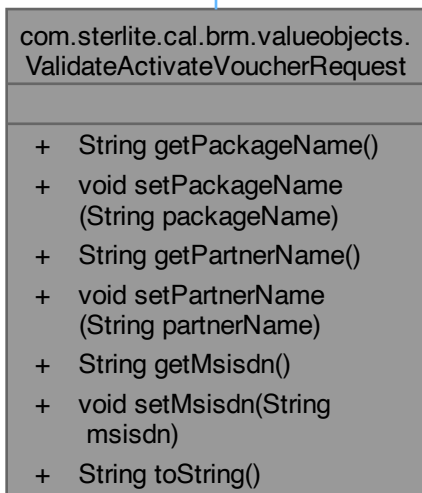 com.sterlite.cal.brm.valueobjects.
ValidateActivateVoucherRequest
+ String getPackageName()
+ void setPackageName
(String packageName)
+ String getPartnerName()
+ void setPartnerName
(String partnerName)
+ String getMsisdn()
+ void setMsisdn(String
msisdn)
+ String toString()